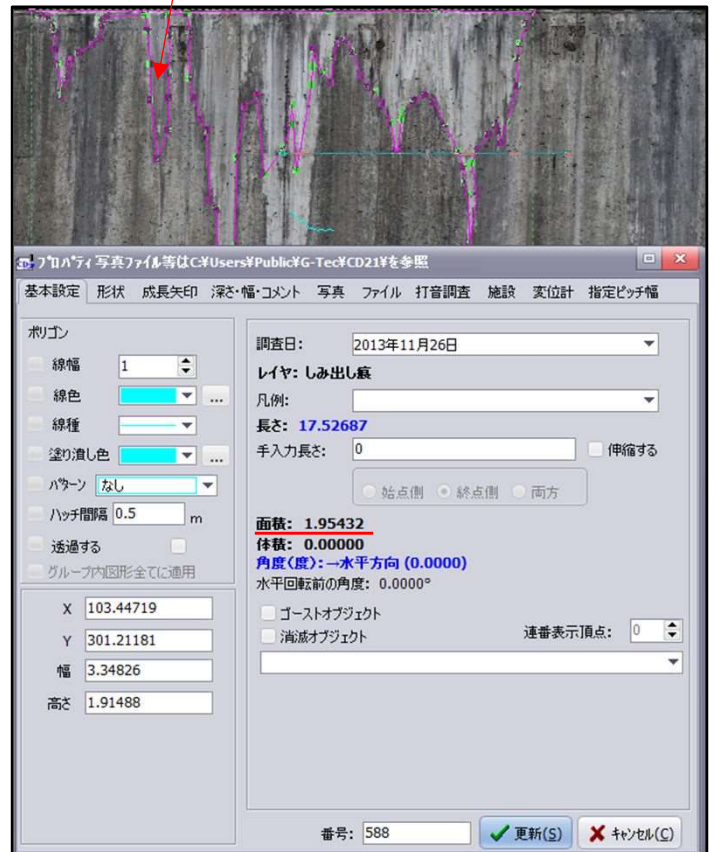 ﾌﾟﾛﾊﾟﾃｨ 写真ﾌｧｲﾙ等はC:¥Users¥Public¥G-Tec¥CD21¥を参照
基本設定 形状 成長矢印 深さ・幅・コメント 写真 ファイル 打音調査 施設 変位計 指定ピッチ幅
ポリゴン
線幅 1
線色 ...
線種
塗り潰し色 ...
パターン なし
ハッチ間隔 0.5 m
透過する
グループ内図形全てに適用
X 103.44719
Y 301.21181
幅 3.34826
高さ 1.91488
調査日: 2013年11月26日
レイヤ: しみ出し痕
凡例:
長さ: 17.52687
手入力長さ: 0 伸縮する
始点側 終点側 両方
面積: 1.95432
体積: 0.00000
角度(度):→水平方向 (0.0000)
水平回転前の角度: 0.0000°
ゴーストオブジェクト
消滅オブジェクト 連番表示頂点: 0
番号: 588 更新(S) キャンセル(C)